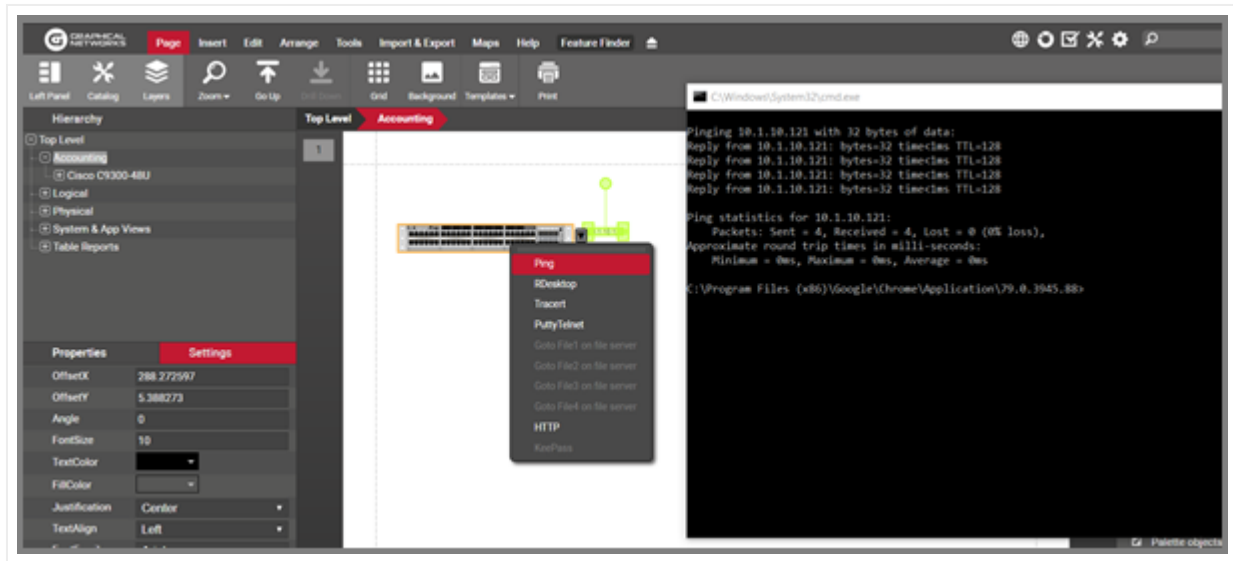 GRAPHICAL NETWORKS
Page Insert Edit Arrange Tools Import & Export Maps Help Feature Finder
Left Panel Catalog Layers Zoom Go Up Drill Down Grid Background Templates Print
Hierarchy
Top Level Accounting
1
Top Level
Accounting
Cisco C9300-48U
Logical
Physical
System & App Views
Table Reports
Properties Settings
OffsetX 288.272597
OffsetY 5.388273
Angle 0
FontSize 10
TextColor
FillColor
Justification Center
TextAlign Left
Ping
RDesktop
Tracert
PuttyTelnet
Goto File1 on file server
Goto File2 on file server
Goto File3 on file server
Goto File4 on file server
HTTP
KeePass
C:\Windows\System32\cmd.exe
Pinging 10.1.10.121 with 32 bytes of data:
Reply from 10.1.10.121: bytes=32 time<1ms TTL=128
Reply from 10.1.10.121: bytes=32 time<1ms TTL=128
Reply from 10.1.10.121: bytes=32 time<1ms TTL=128
Reply from 10.1.10.121: bytes=32 time<1ms TTL=128
Ping statistics for 10.1.10.121:
Packets: Sent = 4, Received = 4, Lost = 0 (0% loss),
Approximate round trip times in milli-seconds:
Minimum = 0ms, Maximum = 0ms, Average = 0ms
C:\Program Files (x86)\Google\Chrome\Application\79.0.3945.88>
Palette objects